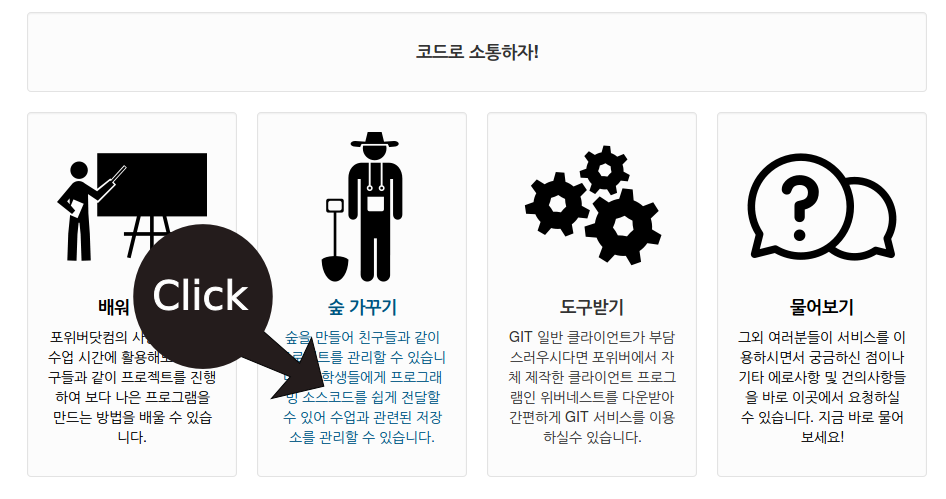 코드로 소통하자!
배워
포위버닷컴의
수업 시간에 활용해
구들과 같이 프로젝트를 진행
하여 보다 나은 프로그램을
만드는 방법을 배울 수 있습
니다.
Click
숲 가꾸기
숲을 만들어 친구들과 같이
트를 관리할 수 있습니
학생들에게 프로그래
밍 소스코드를 쉽게 전달할
수 있어 수업과 관련된 저장
소를 관리할 수 있습니다.
도구받기
GIT 일반 클라이언트가 부담
스러우시다면 포위버에서 자
체 제작한 클라이언트 프로그
램인 위버네스트를 다운받아
간편하게 GIT 서비스를 이용
하실수 있습니다.
물어보기
그외 여러분들이 서비스를 이
용하시면서 궁금하신 점이나
기타 에로사항 및 건의사항들
을 바로 이곳에서 요청하실
수 있습니다. 지금 바로 물어
보세요!